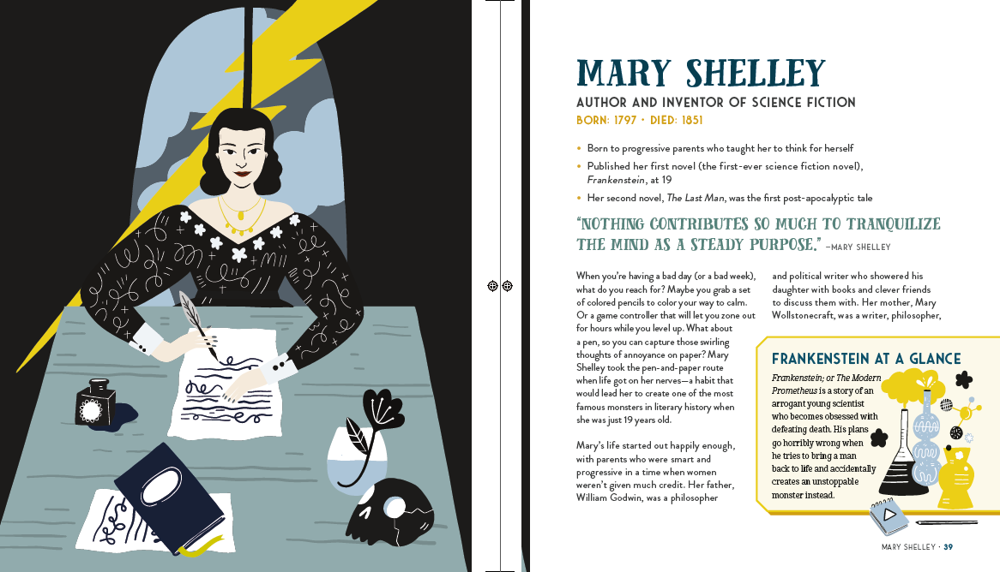 MARY SHELLEY
AUTHOR AND INVENTOR OF SCIENCE FICTION
BORN: 1797 • DIED: 1851
• Born to progressive parents who taught her to think for herself
• Published her first novel (the first-ever science fiction novel),
Frankenstein, at 19
• Her second novel, The Last Man, was the first post-apocalyptic tale
“NOTHING CONTRIBUTES SO MUCH TO TRANQUILIZE
THE MIND AS A STEADY PURPOSE.” –MARY SHELLEY
When you’re having a bad day (or a bad week),
what do you reach for? Maybe you grab a set
of colored pencils to color your way to calm.
Or a game controller that will let you zone out
for hours while you level up. What about
a pen, so you can capture those swirling
thoughts of annoyance on paper? Mary
Shelley took the pen-and-paper route
when life got on her nerves—a habit that
would lead her to create one of the most
famous monsters in literary history when
she was just 19 years old.
Mary’s life started out happily enough,
with parents who were smart and
progressive in a time when women
weren’t given much credit. Her father,
William Godwin, was a philosopher
and political writer who showered his
daughter with books and clever friends
to discuss them with. Her mother, Mary
Wollstonecraft, was a writer, philosopher,
FRANKENSTEIN AT A GLANCE
Frankenstein; or The Modern
Prometheus is a story of an
arrogant young scientist
who becomes obsessed with
defeating death. His plans
go horribly wrong when
he tries to bring a man
back to life and accidentally
creates an unstoppable
monster instead.
MARY SHELLEY • 39